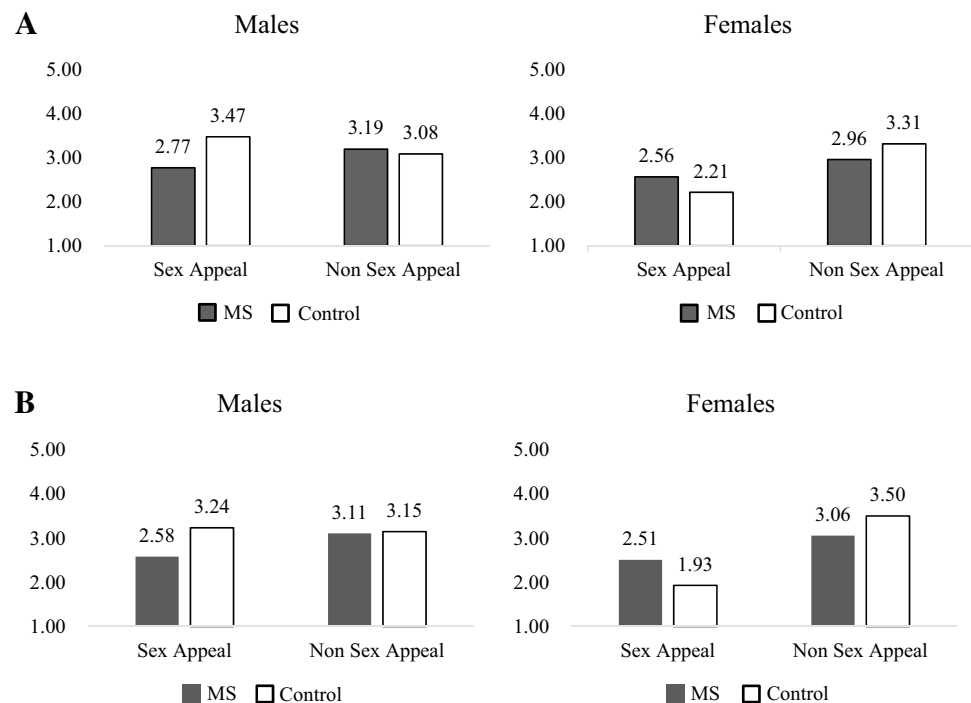 A
Males
Females
5.00
4.00
3.00
2.00
1.00
2.77
3.47
3.19
3.08
Sex Appeal
Non Sex Appeal
MS
Control
5.00
4.00
3.00
2.00
1.00
2.56
2.21
2.96
3.31
Sex Appeal
Non Sex Appeal
MS
Control
B
Males
Females
5.00
4.00
3.00
2.00
1.00
2.58
3.24
3.11
3.15
Sex Appeal
Non Sex Appeal
MS
Control
5.00
4.00
3.00
2.00
1.00
2.51
1.93
3.06
3.50
Sex Appeal
Non Sex Appeal
MS
Control